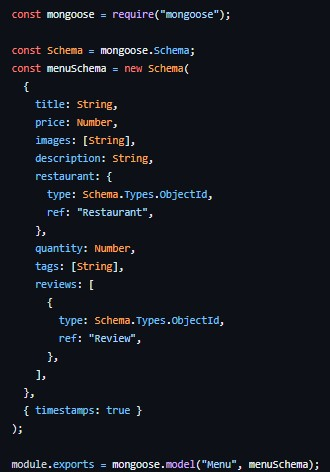 const mongoose = require("mongoose");

const Schema = mongoose.Schema;
const menuSchema = new Schema(
  {
    title: String,
    price: Number,
    images: [String],
    description: String,
    restaurant: {
      type: Schema.Types.ObjectId,
      ref: "Restaurant",
    },
    quantity: Number,
    tags: [String],
    reviews: [
      {
        type: Schema.Types.ObjectId,
        ref: "Review",
      },
    ],
  },
  { timestamps: true }
);

module.exports = mongoose.model("Menu", menuSchema);